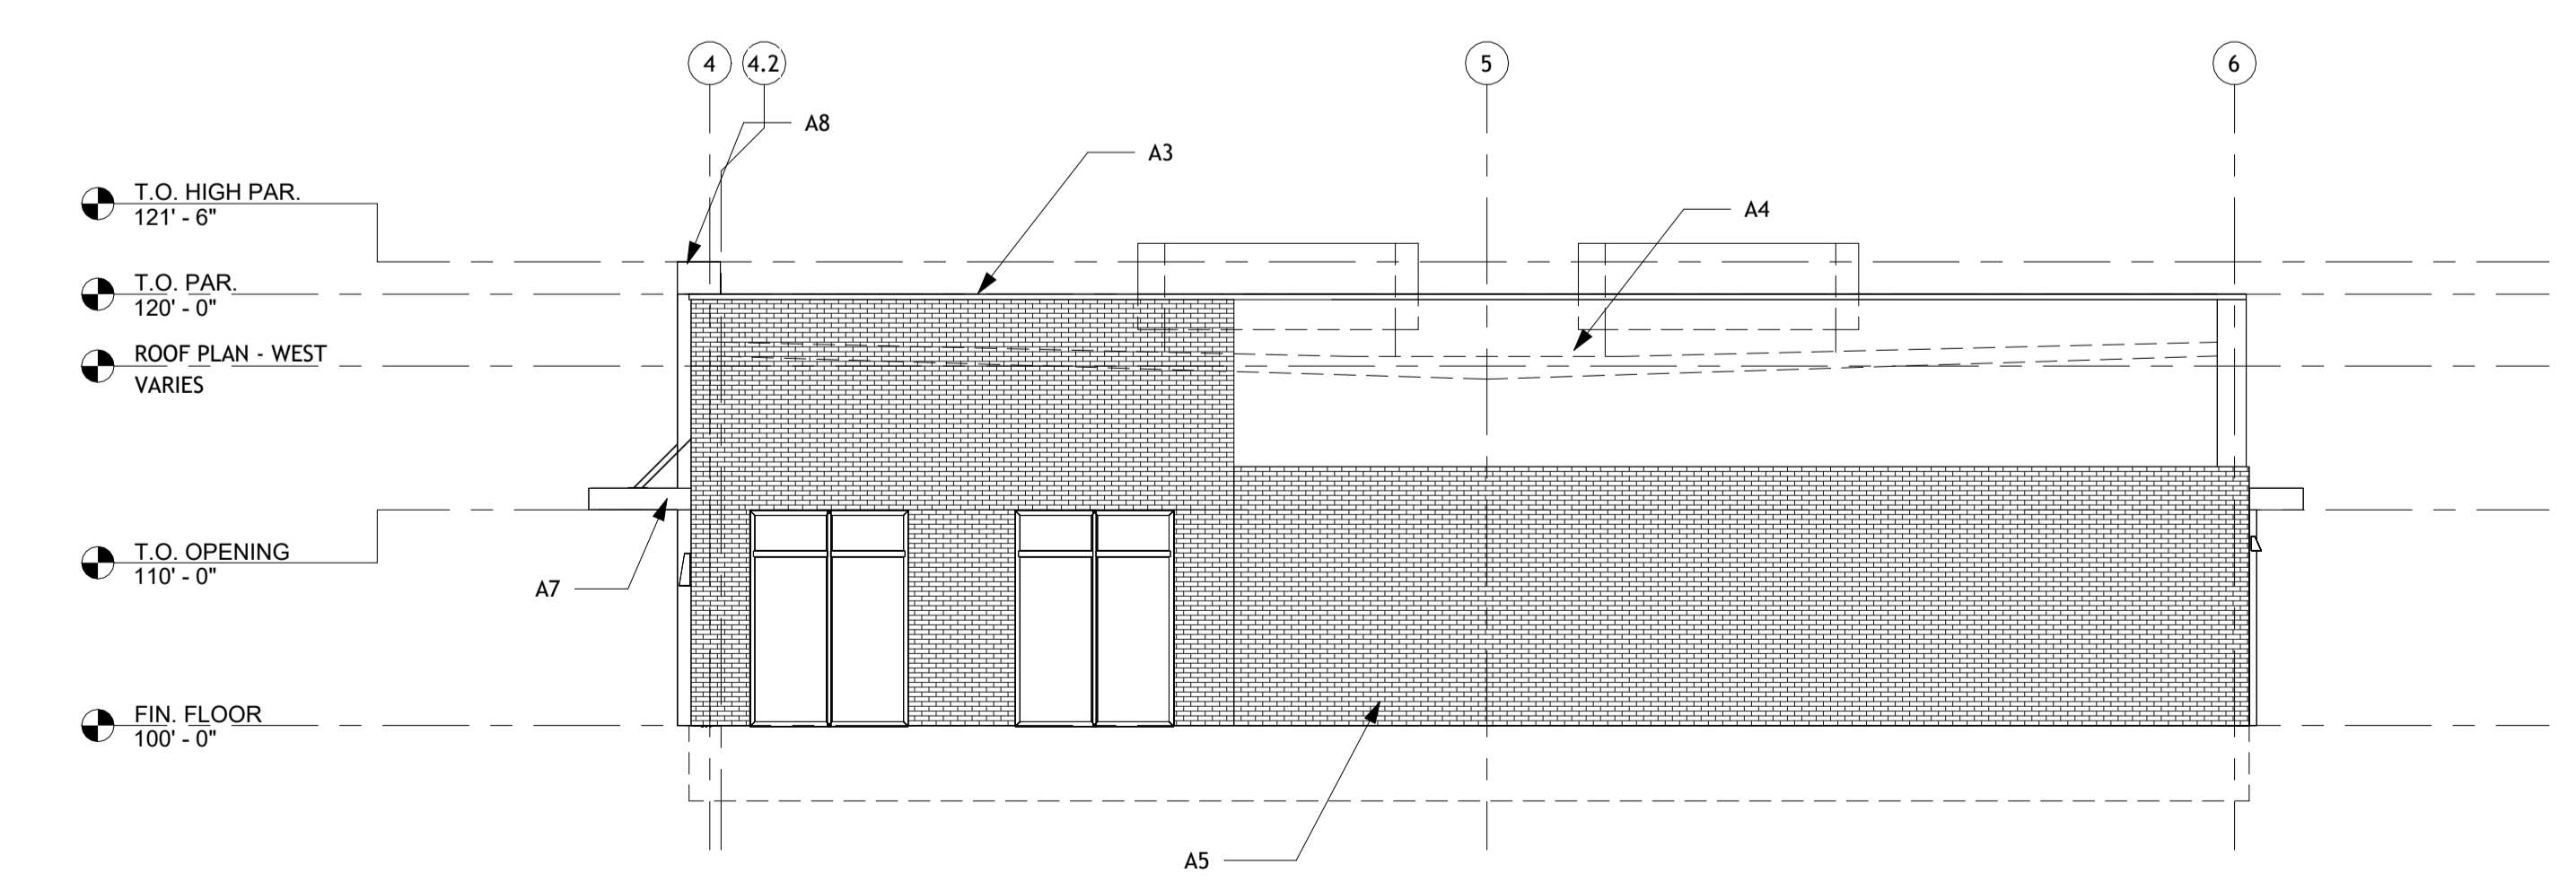 4 4.2 5 6
A8
A3
A4
T.O. HIGH PAR.
121' - 6"
T.O. PAR.
120' - 0"
ROOF PLAN - WEST
VARIES
T.O. OPENING
110' - 0"
A7
FIN. FLOOR
100' - 0"
A5